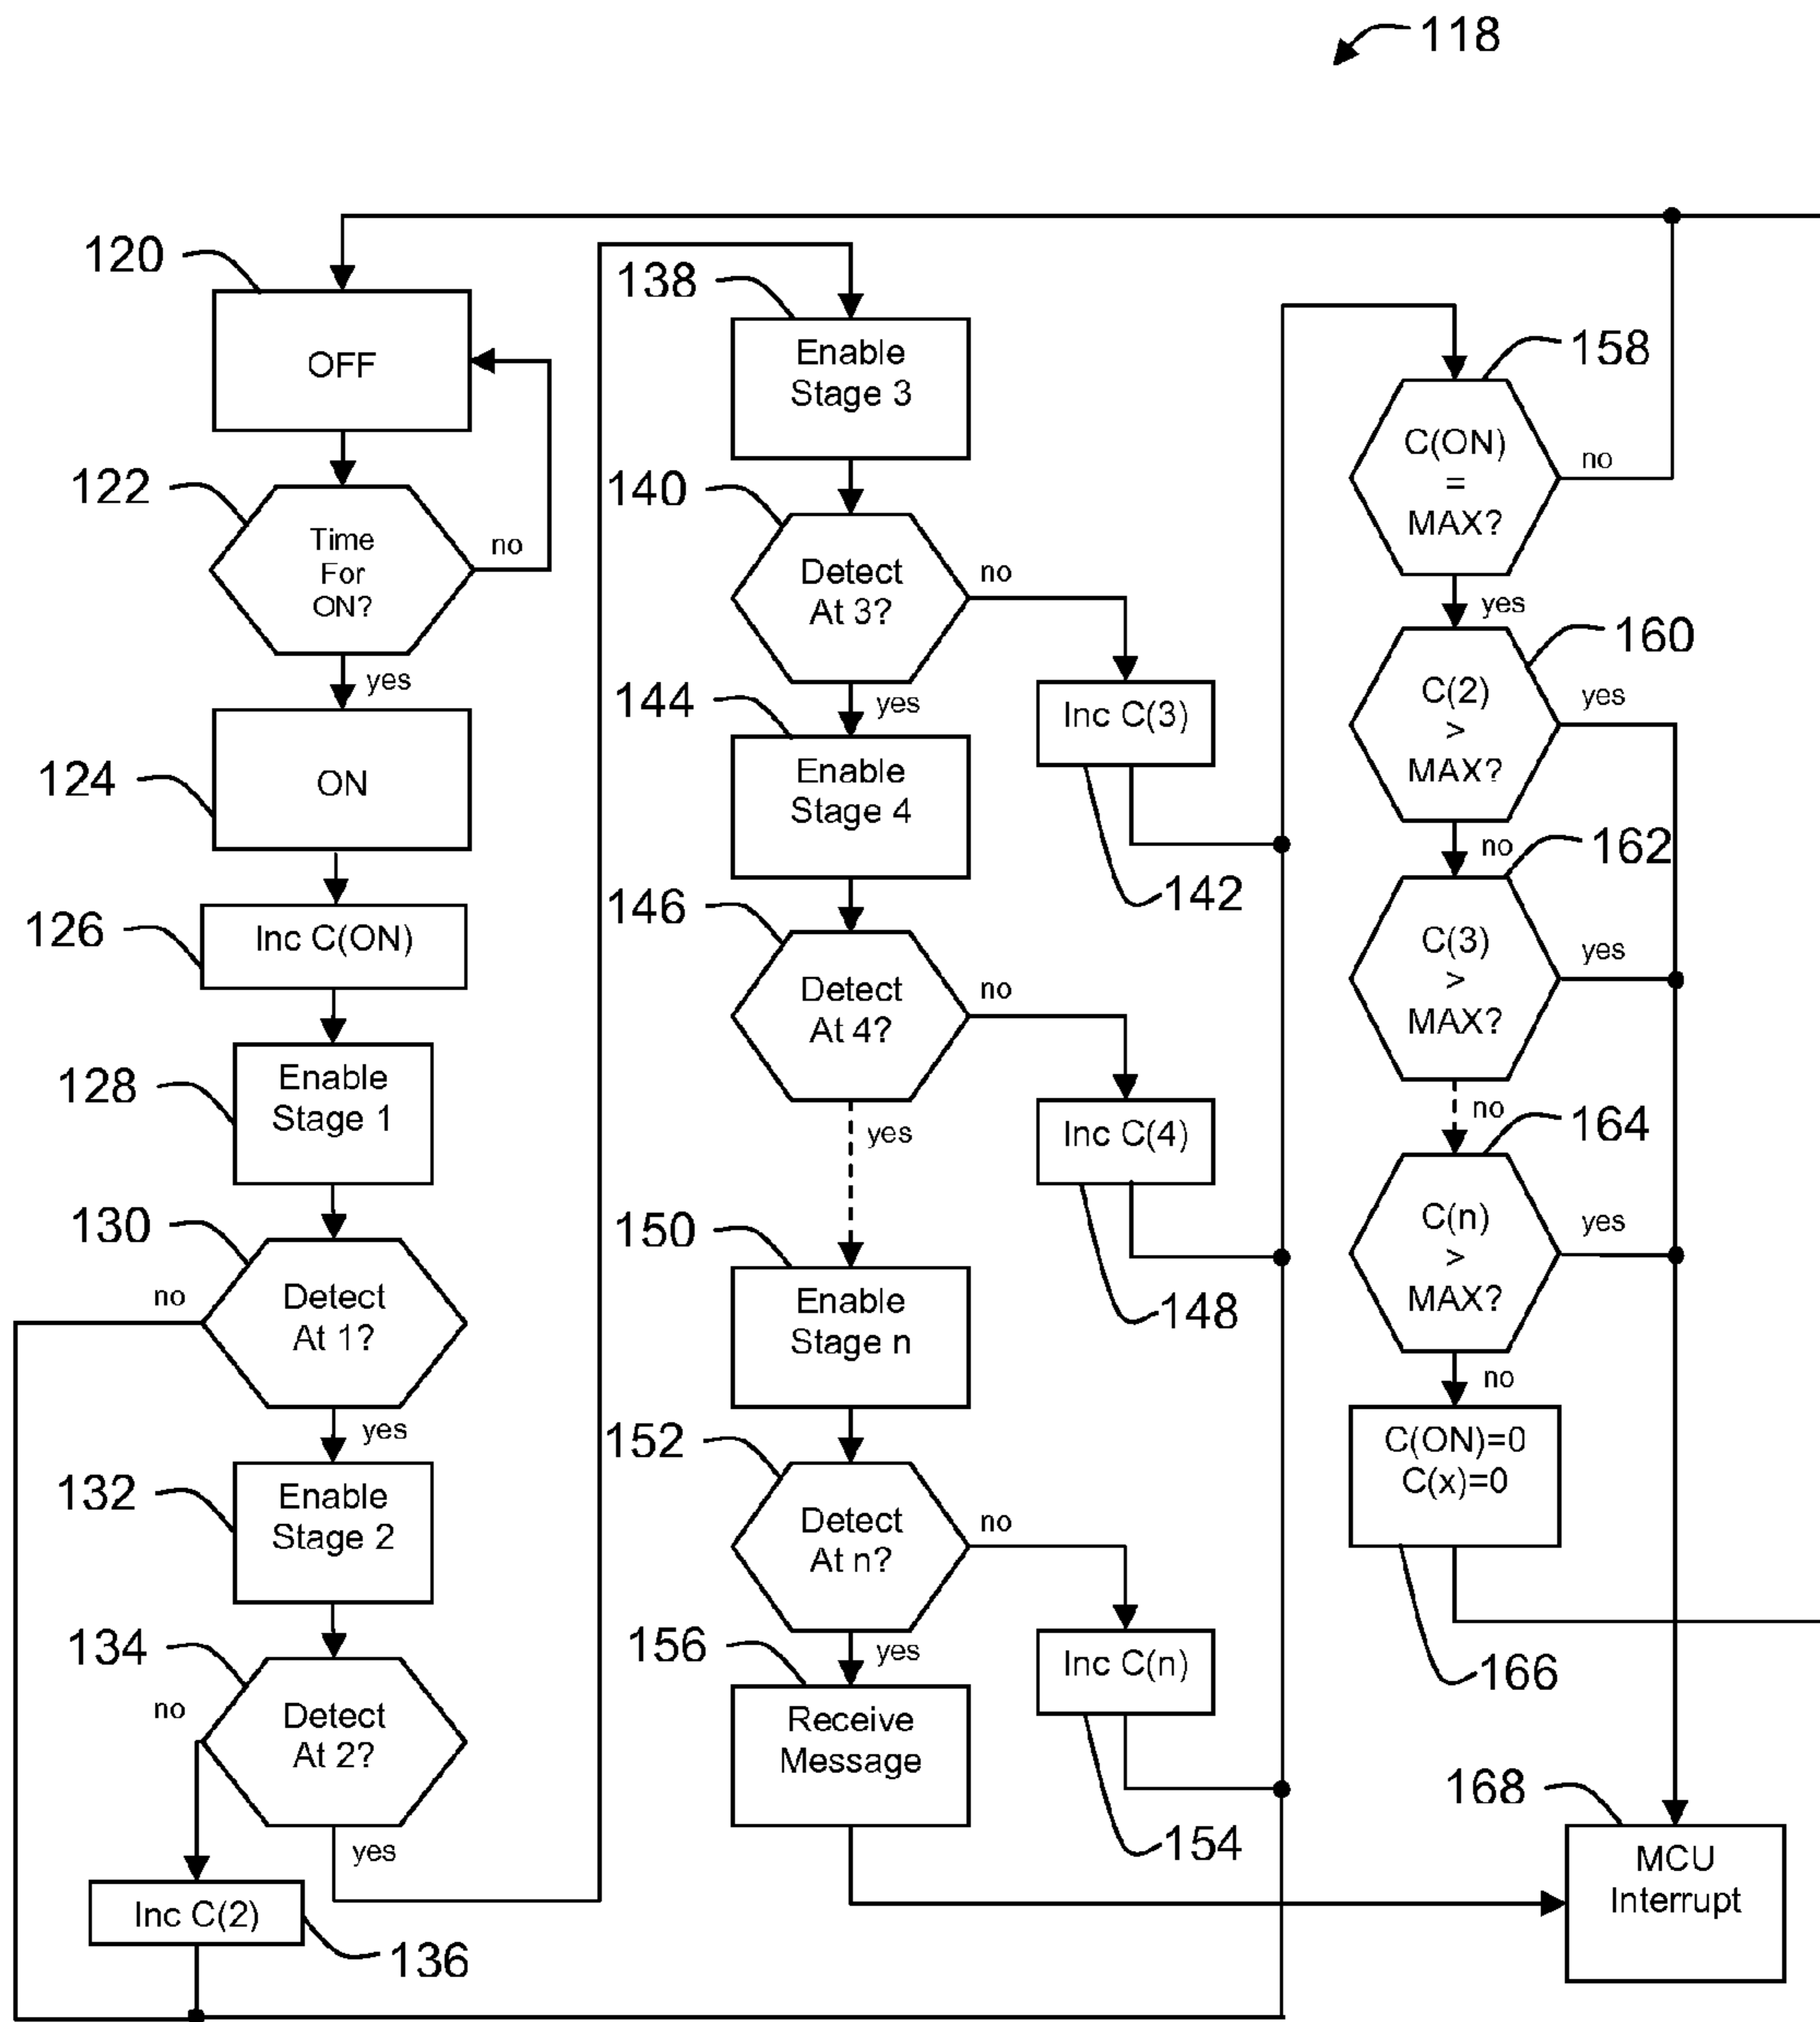 118
120
OFF
122
Time
For
ON?
no
yes
124
ON
126
Inc C(ON)
128
Enable
Stage 1
130
no
Detect
At 1?
yes
132
Enable
Stage 2
134
no
Detect
At 2?
yes
Inc C(2)
136
138
Enable
Stage 3
140
Detect
At 3?
no
yes
Inc C(3)
142
144
Enable
Stage 4
146
Detect
At 4?
no
yes
Inc C(4)
148
150
Enable
Stage n
152
Detect
At n?
no
yes
Inc C(n)
154
156
Receive
Message
158
C(ON)
=
MAX?
no
yes
160
C(2)
>
MAX?
yes
no
162
C(3)
>
MAX?
yes
no
164
C(n)
>
MAX?
yes
no
C(ON)=0
C(x)=0
166
168
MCU
Interrupt